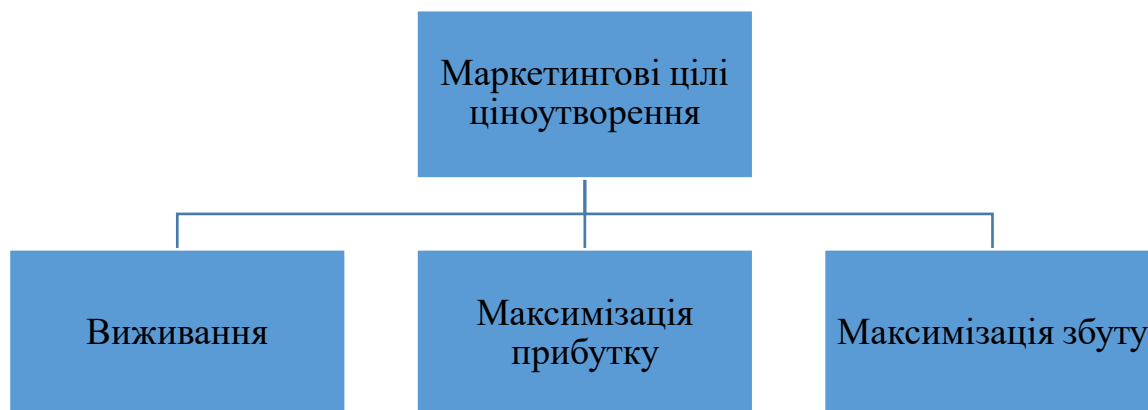 Маркетингові цілі
ціноутворення
Виживання
Максимізація
прибутку
Максимізація збуту